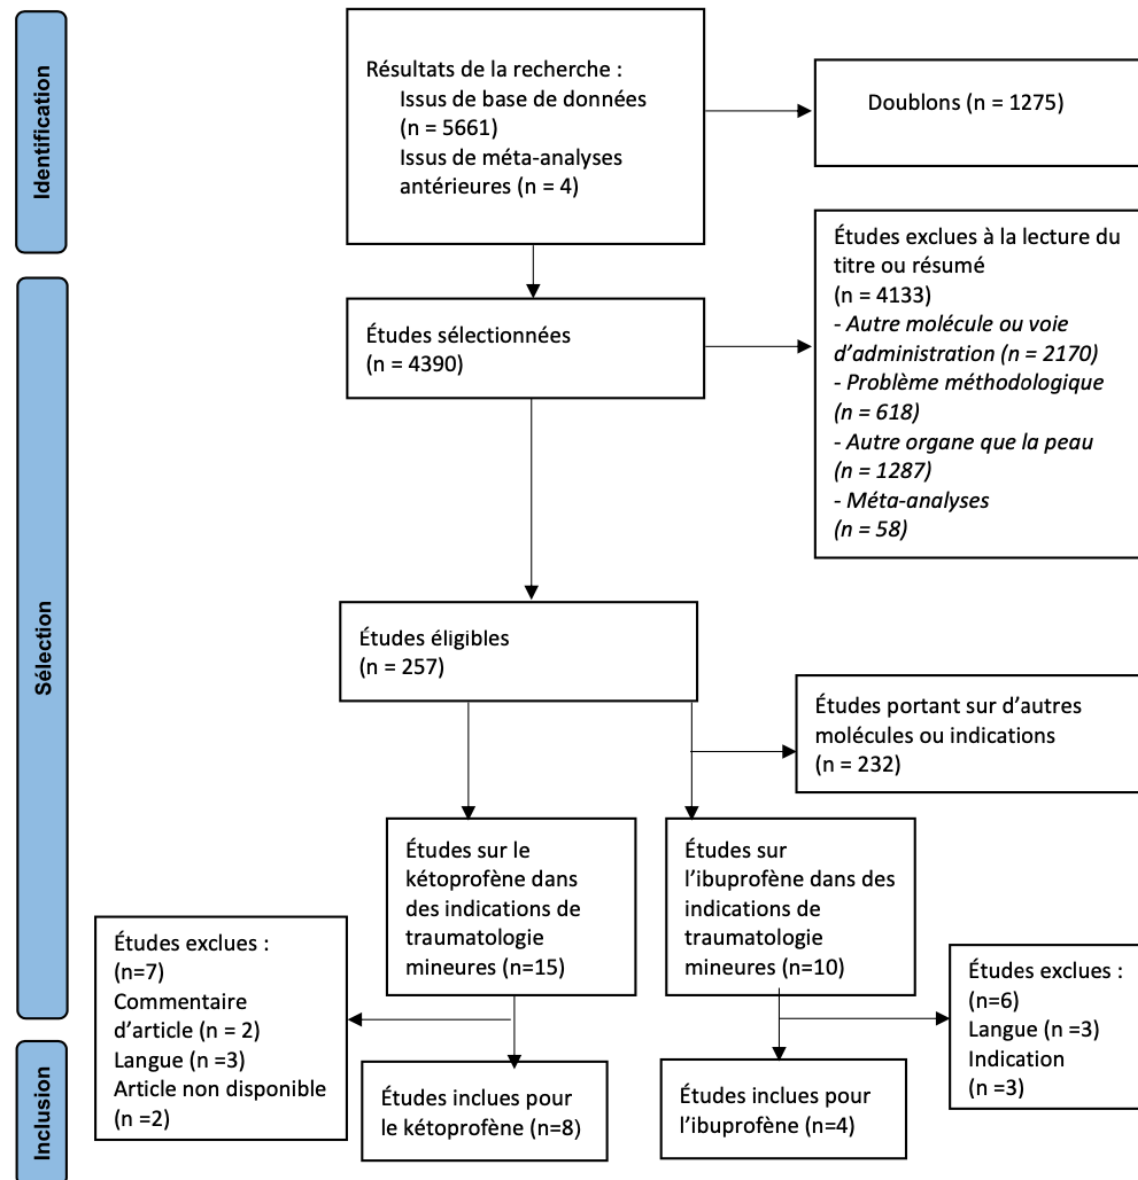 Identification
Résultats de la recherche :
Issus de base de données
(n = 5661)
Issus de méta-analyses
antérieures (n = 4)
Doublons (n = 1275)
Sélection
Études sélectionnées
(n = 4390)
Études exclues à la lecture du
titre ou résumé
(n = 4133)
- Autre molécule ou voie
d’administration (n = 2170)
- Problème méthodologique
(n = 618)
- Autre organe que la peau
(n = 1287)
- Méta-analyses
(n = 58)
Études éligibles
(n = 257)
Études portant sur d’autres
molécules ou indications
(n = 232)
Études sur le
kétoprofène dans
des indications de
traumatologie
mineures (n=15)
Études sur
l’ibuprofène dans des
indications de
traumatologie
mineures (n=10)
Études exclues :
(n=7)
Commentaire
d’article (n = 2)
Langue (n =3)
Article non disponible
(n =2)
Études exclues :
(n=6)
Langue (n =3)
Indication
(n =3)
Inclusion
Études inclues pour
le kétoprofène (n=8)
Études inclues pour
l’ibuprofène (n=4)